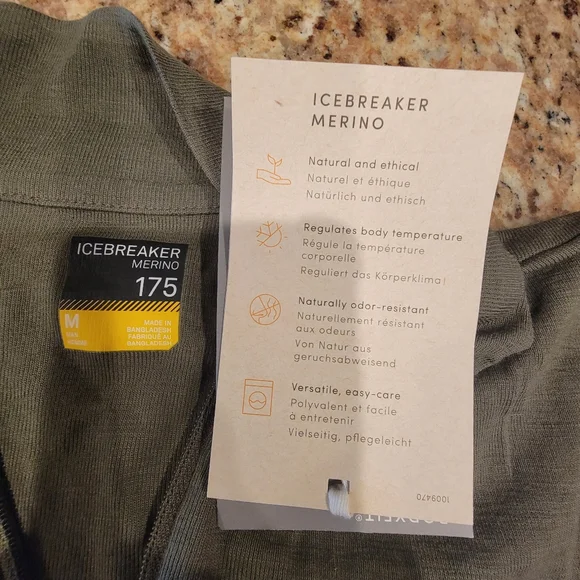 ICEBREAKER
MERINO
175
M
MADE IN
BANGLADESH
FABRIQUÉ AU
BANGLADESH
ICEBREAKER
MERINO
Natural and ethical
Naturel et éthique
Natürlich und ethisch
Regulates body temperature
Régule la température
corporelle
Reguliert das Körperklima
Naturally odor-resistant
Naturellement résistant
aux odeurs
Von Natur aus
geruchsabweisend
Versatile, easy-care
Polyvalent et facile
à entretenir
Vielseitig, pflegeleicht
1009470